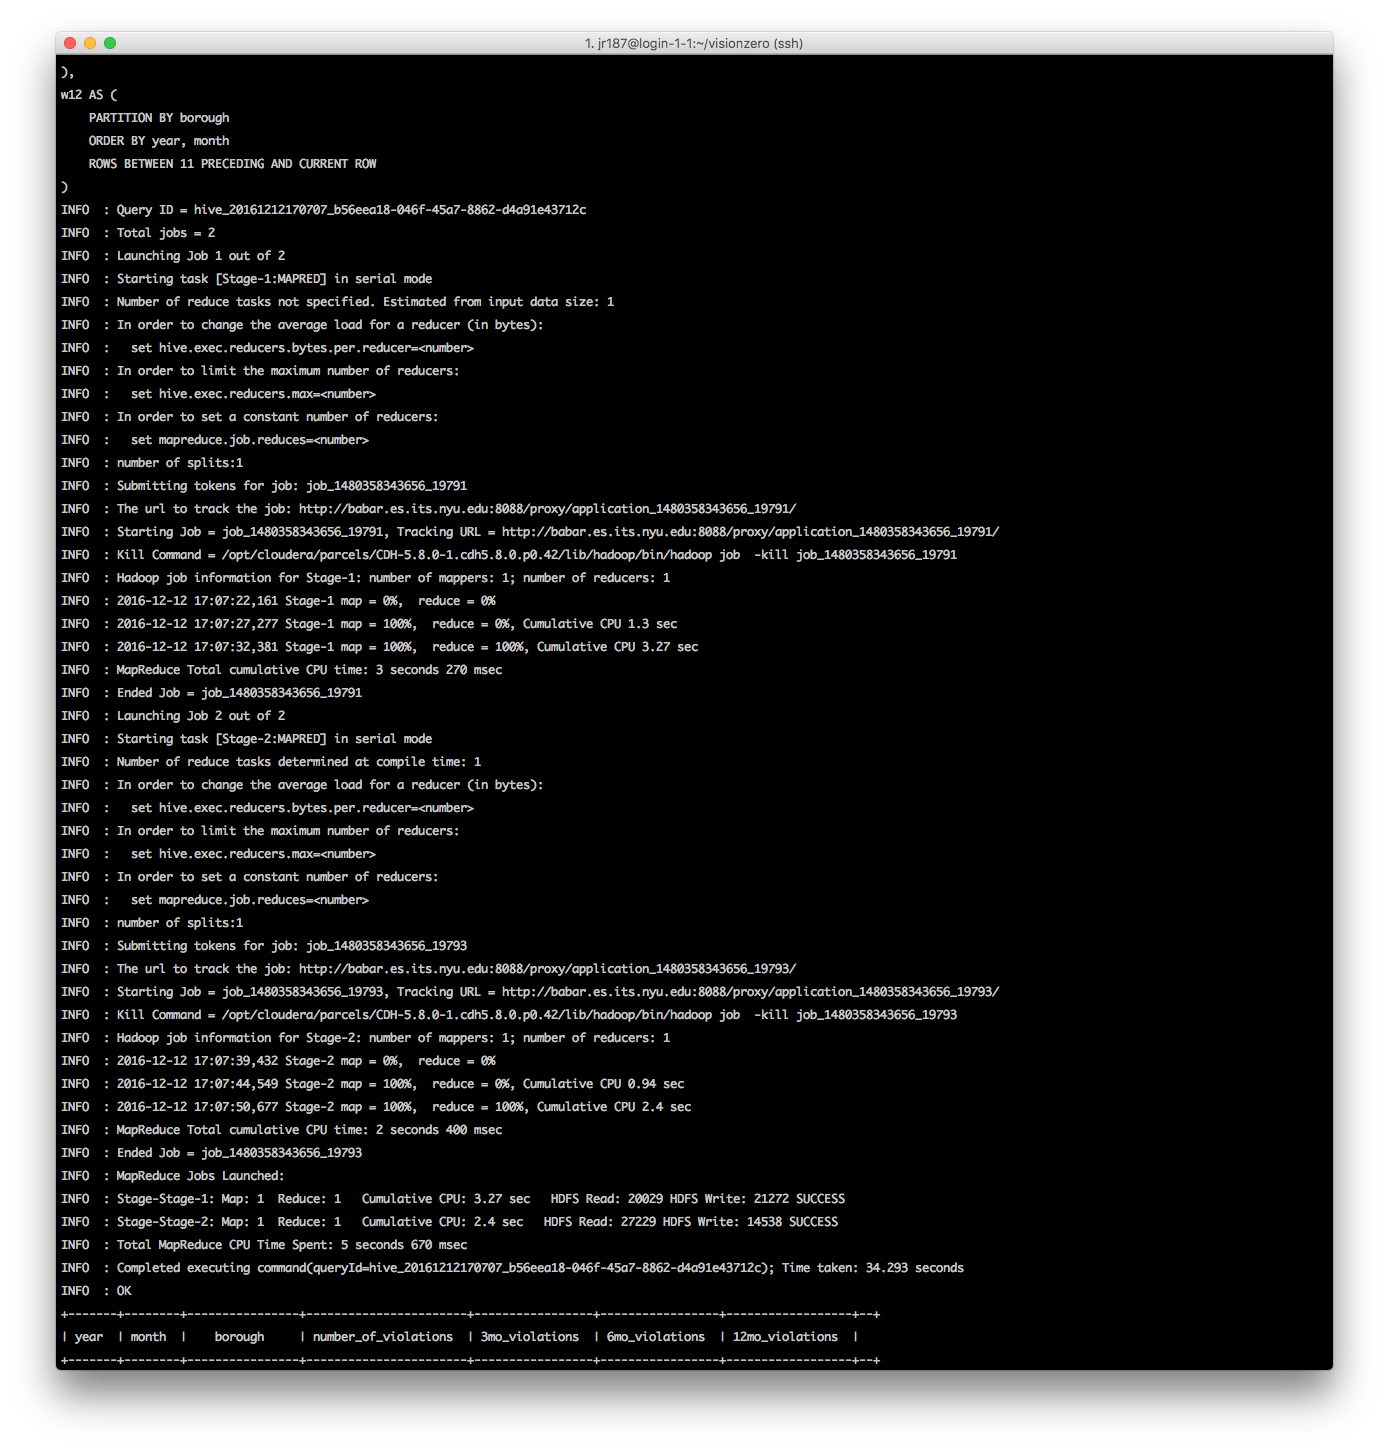 1. jr187@login-1-1:~/visionzero (ssh)
),
w12 AS (
    PARTITION BY borough
    ORDER BY year, month
    ROWS BETWEEN 11 PRECEDING AND CURRENT ROW
)
INFO  : Query ID = hive_20161212170707_b56eea18-046f-45a7-8862-d4a91e43712c
INFO  : Total jobs = 2
INFO  : Launching Job 1 out of 2
INFO  : Starting task [Stage-1:MAPRED] in serial mode
INFO  : Number of reduce tasks not specified. Estimated from input data size: 1
INFO  : In order to change the average load for a reducer (in bytes):
INFO  :   set hive.exec.reducers.bytes.per.reducer=<number>
INFO  : In order to limit the maximum number of reducers:
INFO  :   set hive.exec.reducers.max=<number>
INFO  : In order to set a constant number of reducers:
INFO  :   set mapreduce.job.reduces=<number>
INFO  : number of splits:1
INFO  : Submitting tokens for job: job_1480358343656_19791
INFO  : The url to track the job: http://babar.es.its.nyu.edu:8088/proxy/application_1480358343656_19791/
INFO  : Starting Job = job_1480358343656_19791, Tracking URL = http://babar.es.its.nyu.edu:8088/proxy/application_1480358343656_19791/
INFO  : Kill Command = /opt/cloudera/parcels/CDH-5.8.0-1.cdh5.8.0.p0.42/lib/hadoop/bin/hadoop job  -kill job_1480358343656_19791
INFO  : Hadoop job information for Stage-1: number of mappers: 1; number of reducers: 1
INFO  : 2016-12-12 17:07:22,161 Stage-1 map = 0%,  reduce = 0%
INFO  : 2016-12-12 17:07:27,277 Stage-1 map = 100%,  reduce = 0%, Cumulative CPU 1.3 sec
INFO  : 2016-12-12 17:07:32,381 Stage-1 map = 100%,  reduce = 100%, Cumulative CPU 3.27 sec
INFO  : MapReduce Total cumulative CPU time: 3 seconds 270 msec
INFO  : Ended Job = job_1480358343656_19791
INFO  : Launching Job 2 out of 2
INFO  : Starting task [Stage-2:MAPRED] in serial mode
INFO  : Number of reduce tasks determined at compile time: 1
INFO  : In order to change the average load for a reducer (in bytes):
INFO  :   set hive.exec.reducers.bytes.per.reducer=<number>
INFO  : In order to limit the maximum number of reducers:
INFO  :   set hive.exec.reducers.max=<number>
INFO  : In order to set a constant number of reducers:
INFO  :   set mapreduce.job.reduces=<number>
INFO  : number of splits:1
INFO  : Submitting tokens for job: job_1480358343656_19793
INFO  : The url to track the job: http://babar.es.its.nyu.edu:8088/proxy/application_1480358343656_19793/
INFO  : Starting Job = job_1480358343656_19793, Tracking URL = http://babar.es.its.nyu.edu:8088/proxy/application_1480358343656_19793/
INFO  : Kill Command = /opt/cloudera/parcels/CDH-5.8.0-1.cdh5.8.0.p0.42/lib/hadoop/bin/hadoop job  -kill job_1480358343656_19793
INFO  : Hadoop job information for Stage-2: number of mappers: 1; number of reducers: 1
INFO  : 2016-12-12 17:07:39,432 Stage-2 map = 0%,  reduce = 0%
INFO  : 2016-12-12 17:07:44,549 Stage-2 map = 100%,  reduce = 0%, Cumulative CPU 0.94 sec
INFO  : 2016-12-12 17:07:50,677 Stage-2 map = 100%,  reduce = 100%, Cumulative CPU 2.4 sec
INFO  : MapReduce Total cumulative CPU time: 2 seconds 400 msec
INFO  : Ended Job = job_1480358343656_19793
INFO  : MapReduce Jobs Launched:
INFO  : Stage-Stage-1: Map: 1  Reduce: 1   Cumulative CPU: 3.27 sec   HDFS Read: 20029 HDFS Write: 21272 SUCCESS
INFO  : Stage-Stage-2: Map: 1  Reduce: 1   Cumulative CPU: 2.4 sec   HDFS Read: 27229 HDFS Write: 14538 SUCCESS
INFO  : Total MapReduce CPU Time Spent: 5 seconds 670 msec
INFO  : Completed executing command(queryId=hive_20161212170707_b56eea18-046f-45a7-8862-d4a91e43712c); Time taken: 34.293 seconds
INFO  : OK
+-------+--------+----------------+-----------------------+-----------------+-----------------+------------------+--+
| year  | month  |    borough     | number_of_violations  | 3mo_violations  | 6mo_violations  | 12mo_violations  |
+-------+--------+----------------+-----------------------+-----------------+-----------------+------------------+--+